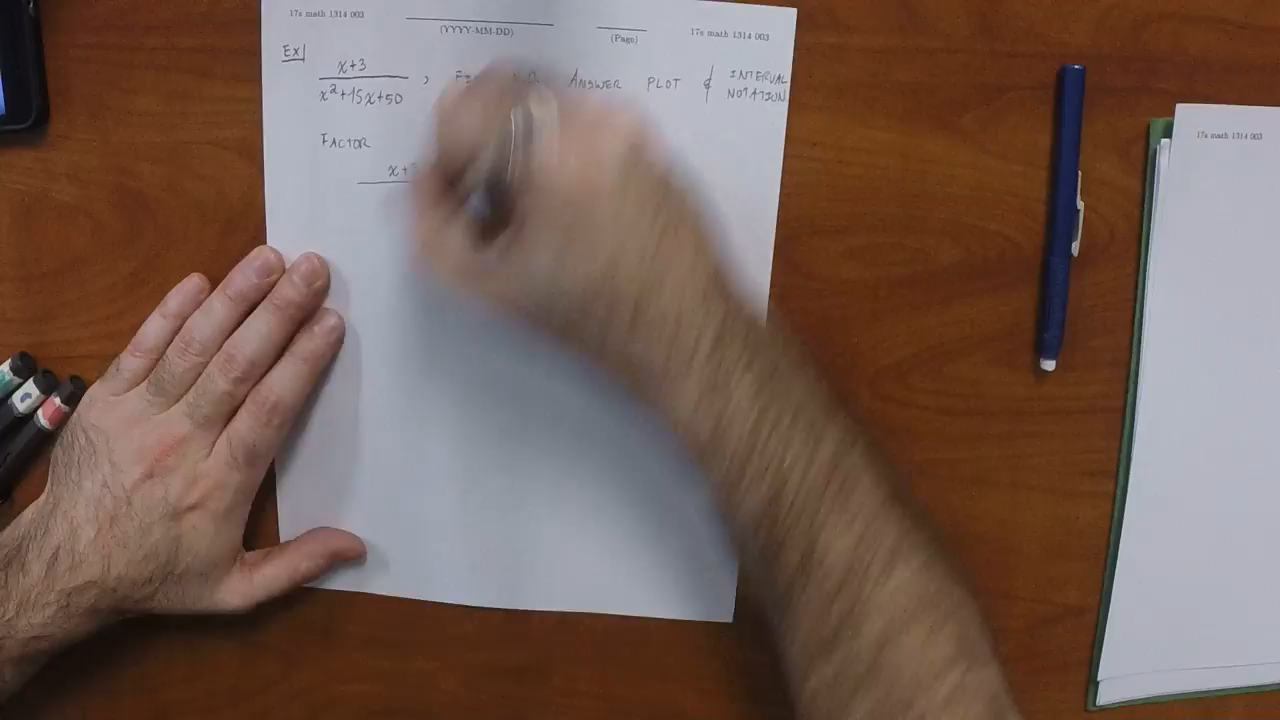 17s math 1314 003
(YYYY-MM-DD)
(Page)
17s math 1314 003
Ex1
x+3
x²+15x+50
, ANSWER PLOT & INTERVAL NOTATION
FACTOR
x+
17s math 1314 003